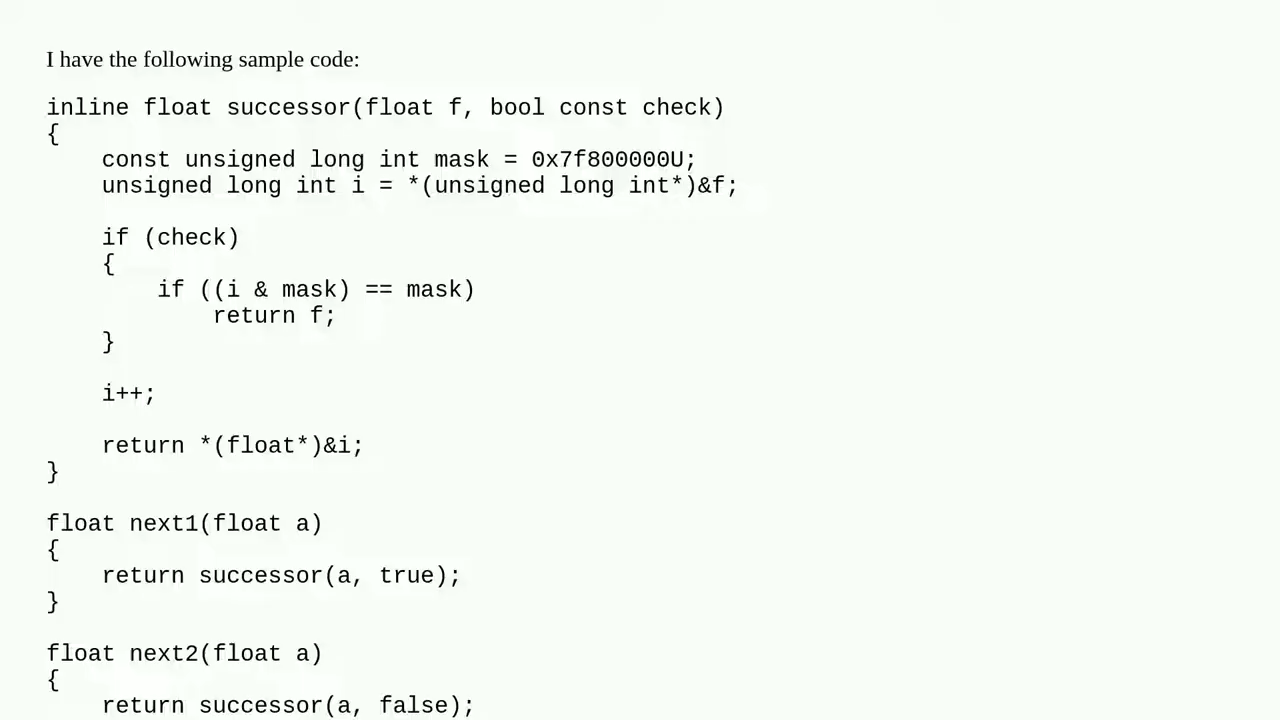 I have the following sample code:
inline float successor(float f, bool const check)
{
    const unsigned long int mask = 0x7f800000U;
    unsigned long int i = *(unsigned long int*)&f;

    if (check)
    {
        if ((i & mask) == mask)
            return f;
    }

    i++;

    return *(float*)&i;
}

float next1(float a)
{
    return successor(a, true);
}

float next2(float a)
{
    return successor(a, false);